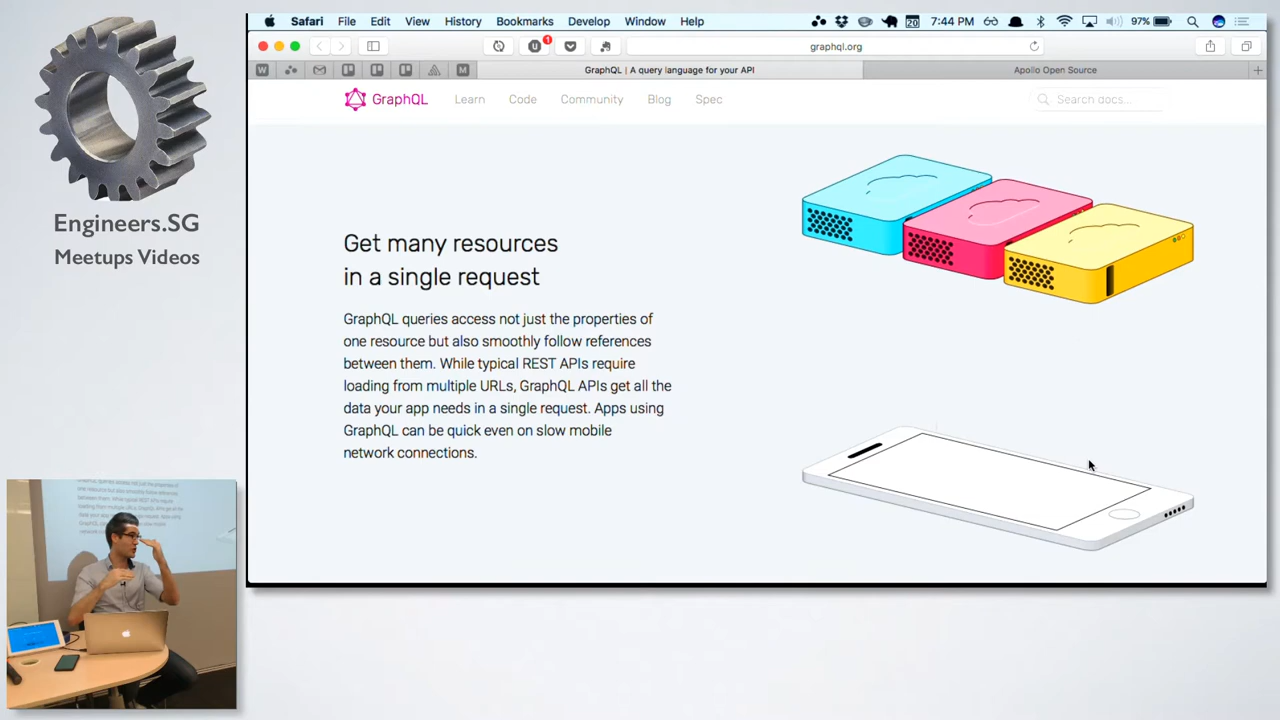 Engineers.SG
Meetups Videos
Safari File Edit View History Bookmarks Develop Window Help
20 7:44 PM 97%
1
graphql.org
W M GraphQL | A query language for your API Apollo Open Source
GraphQL Learn Code Community Blog Spec Search docs...
Get many resources
in a single request
GraphQL queries access not just the properties of
one resource but also smoothly follow references
between them. While typical REST APIs require
loading from multiple URLs, GraphQL APIs get all the
data your app needs in a single request. Apps using
GraphQL can be quick even on slow mobile
network connections.